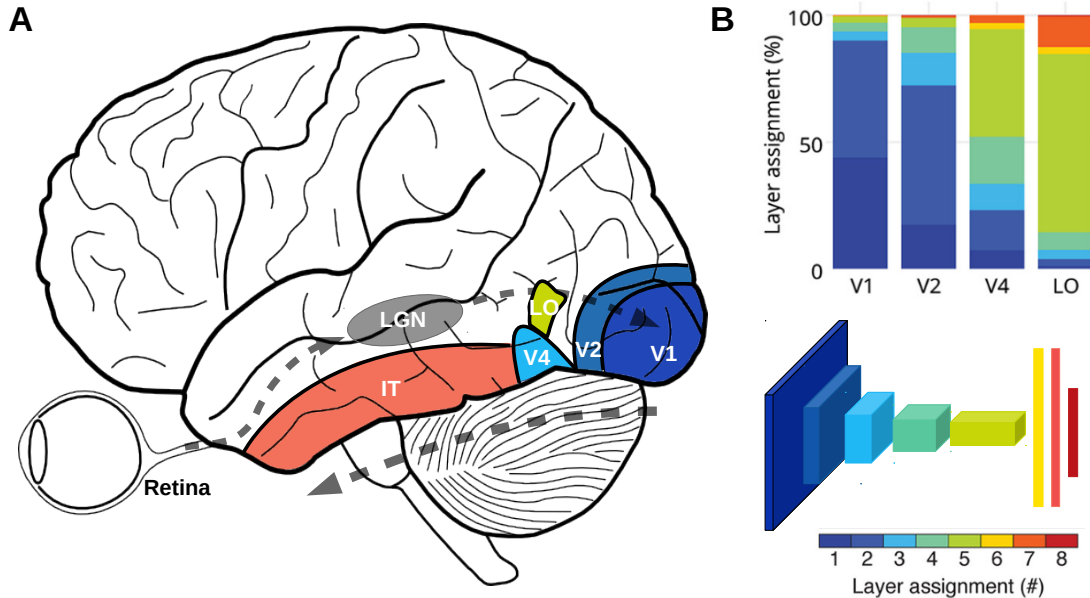 A
LGN
LO
V4
V2
V1
IT
Retina
B
Layer assignment (%)
100
50
0
V1 V2 V4 LO
1 2 3 4 5 6 7 8
Layer assignment (#)